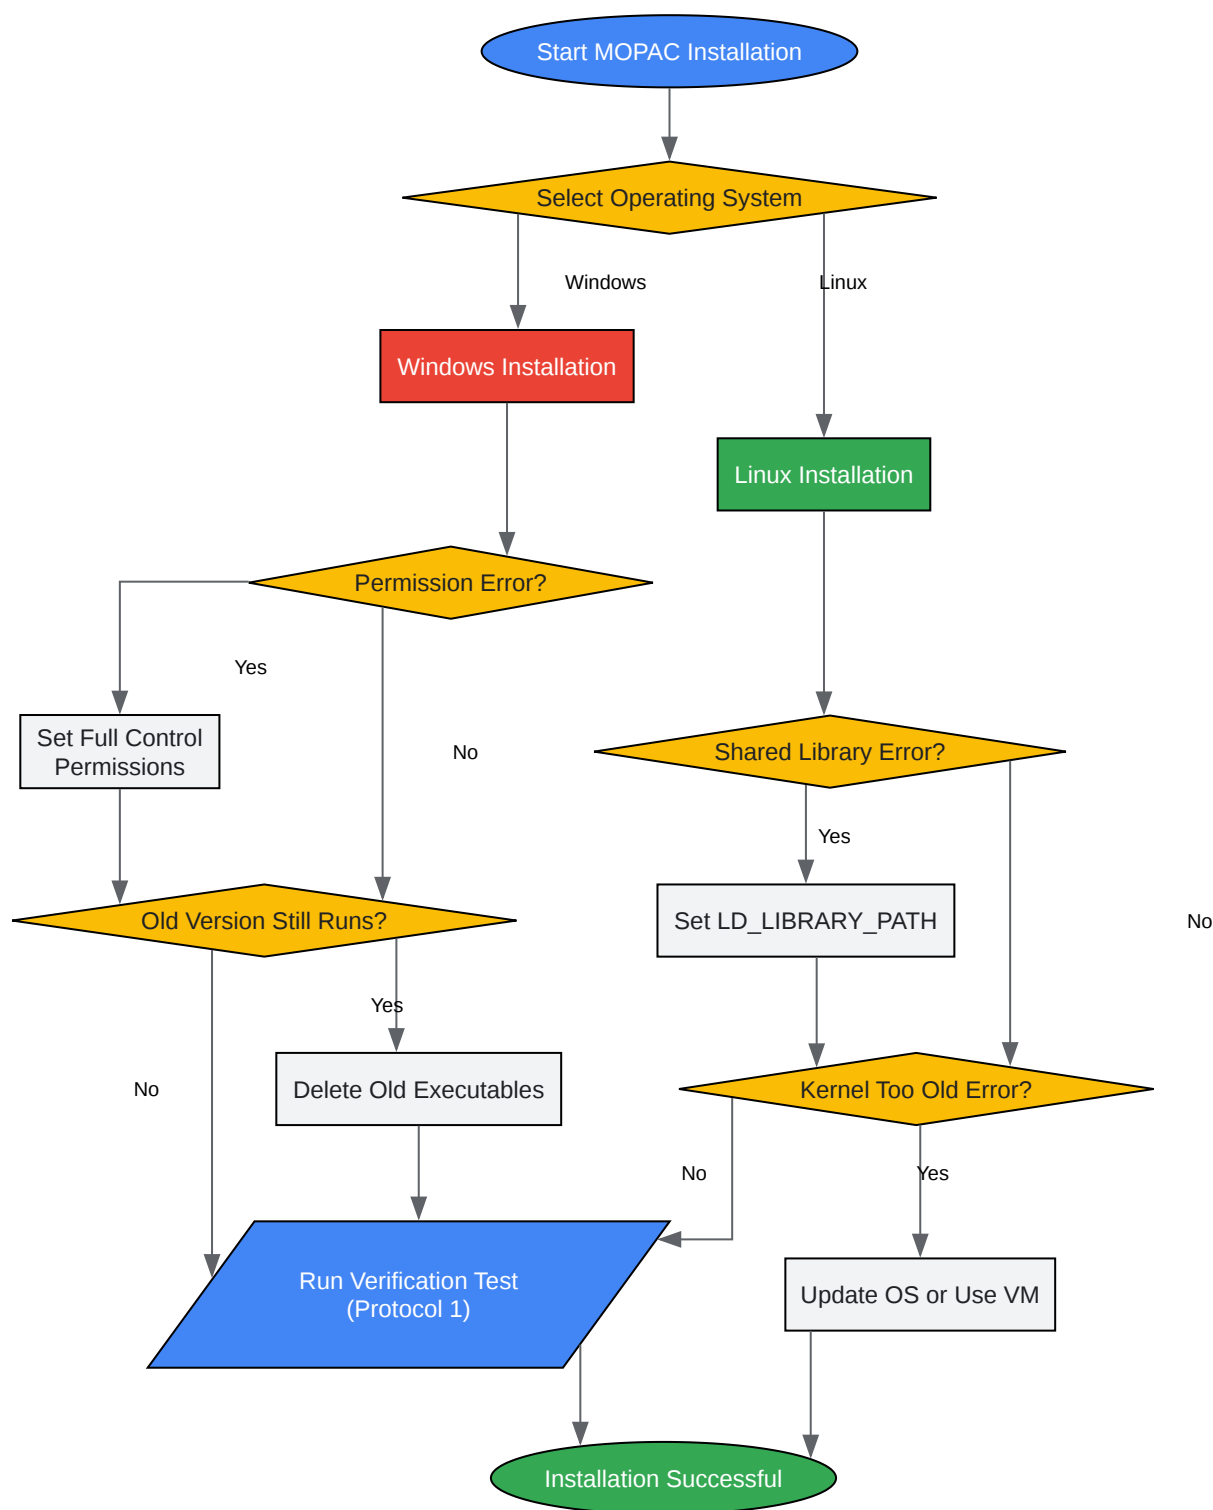 Start MOPAC Installation
Select Operating System
Windows
Linux
Windows Installation
Linux Installation
Permission Error?
Yes
Set Full Control
Permissions
No
Shared Library Error?
Yes
Old Version Still Runs?
Set LD_LIBRARY_PATH
No
Yes
No
Delete Old Executables
Kernel Too Old Error?
No
Yes
Run Verification Test
(Protocol 1)
Update OS or Use VM
Installation Successful